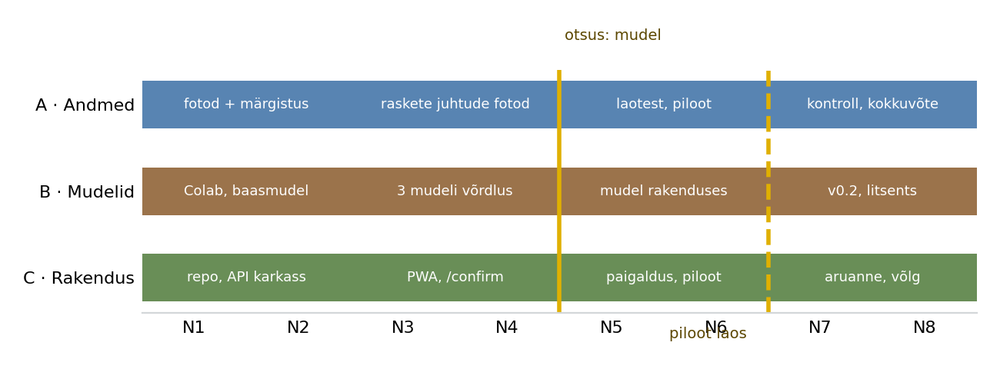 otsus: mudel
A · Andmed
fotod + märgistus
raskete juhtude fotod
laotest, piloot
kontroll, kokkuvõte
B · Mudelid
Colab, baasmudel
3 mudeli võrdlus
mudel rakenduses
v0.2, litsents
C · Rakendus
repo, API karkass
PWA, /confirm
paigaldus, piloot
aruanne, võlg
N1 N2 N3 N4 N5 N6 N7 N8
piloot laos